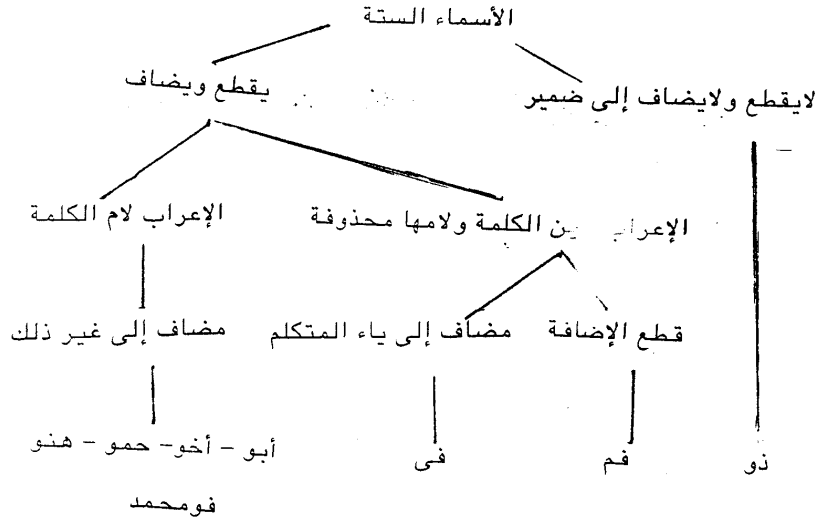 الأسماء الستة
لايقطع ولايضاف إلى ضمير
يقطع ويضاف
الإعراب ين الكلمة ولامها محذوفة
الإعراب لام الكلمة
قطع الإضافة
مضاف إلى ياء المتكلم
مضاف إلى غير ذلك
ذو
فم
فى
أبو - أخو - حمو - هنو
فومحمد